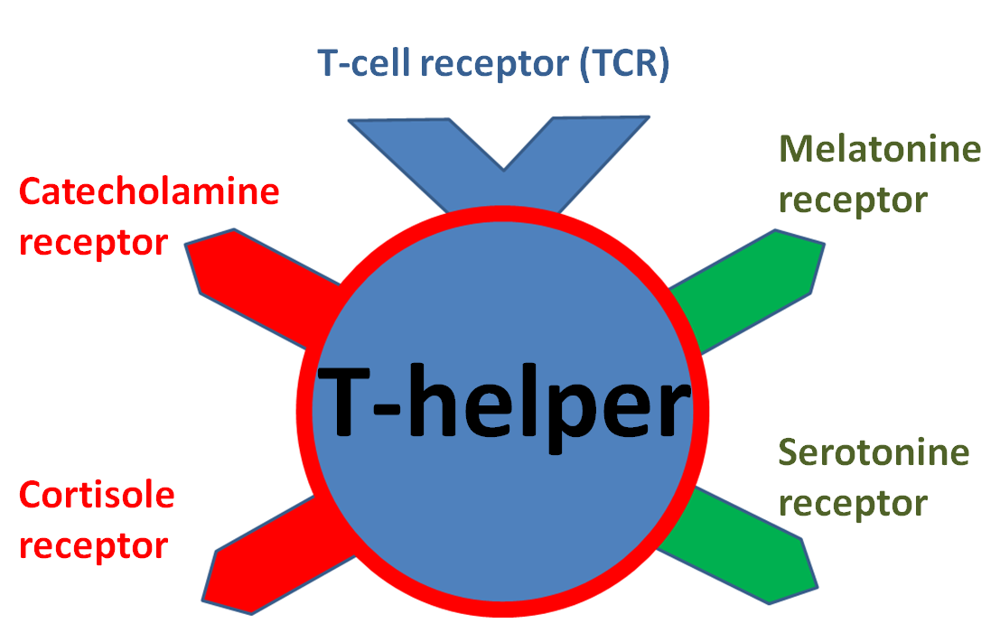 T-cell receptor (TCR)
Melatonine
receptor
Catecholamine
receptor
T-helper
Serotonine
receptor
Cortisole
receptor